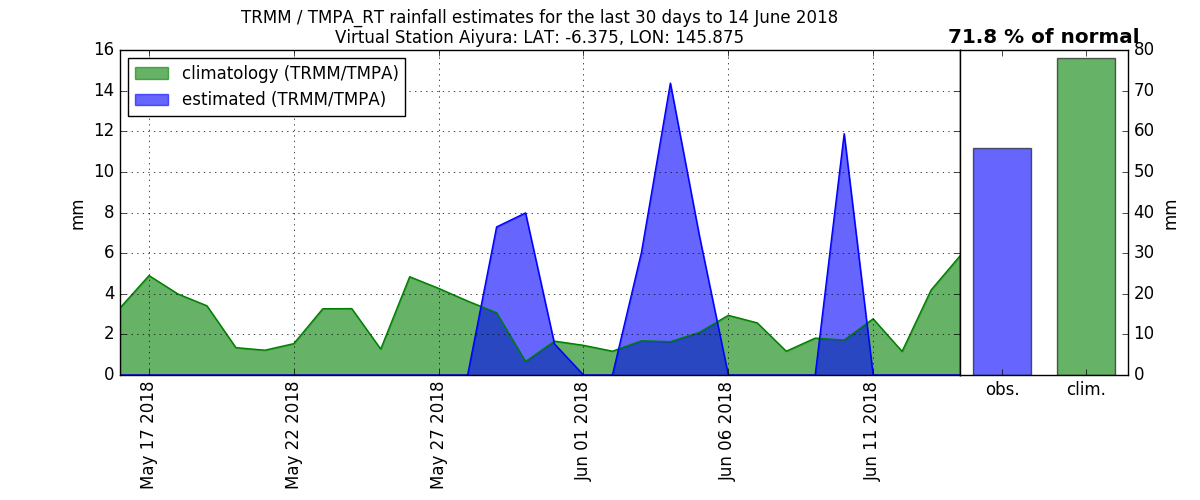 TRMM / TMPA_RT rainfall estimates for the last 30 days to 14 June 2018
Virtual Station Aiyura: LAT: -6.375, LON: 145.875
71.8 % of normal
climatology (TRMM/TMPA)
estimated (TRMM/TMPA)
16
14
12
10
8
6
4
2
0
mm
May 17 2018
May 22 2018
May 27 2018
Jun 01 2018
Jun 06 2018
Jun 11 2018
obs.
clim.
80
70
60
50
40
30
20
10
0
mm